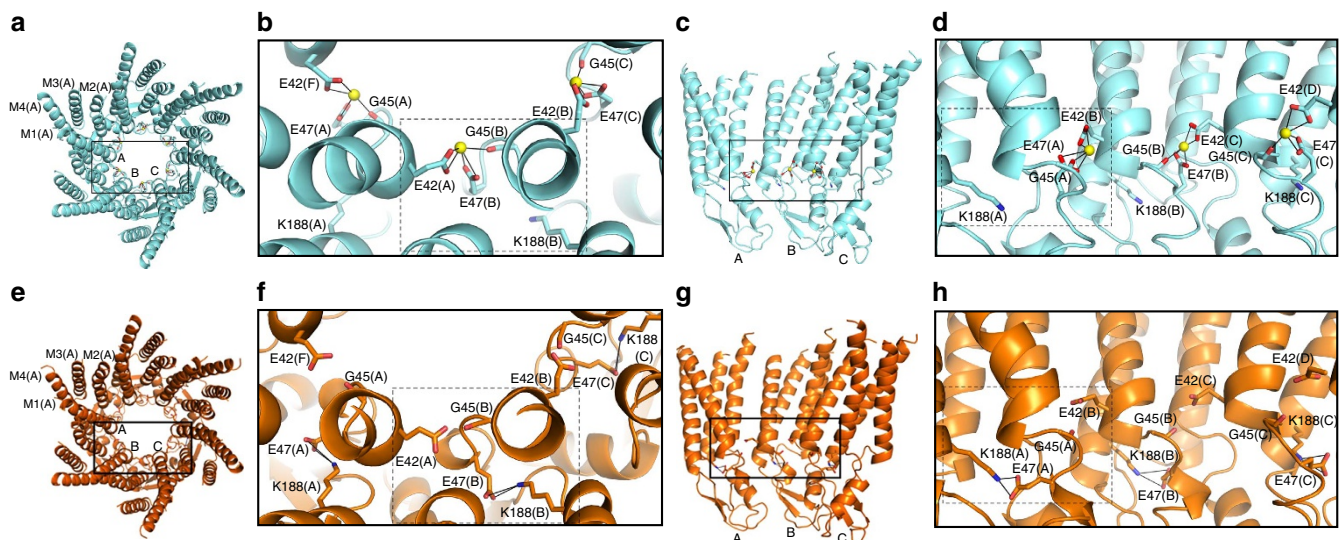 a
M3(A)
M2(A)
M4(A)
M1(A)
A
B
C
b
E42(F)
G45(A)
E47(A)
G45(B)
E42(A)
E47(B)
E42(B)
G45(C)
E47(C)
K188(A)
K188(B)
c
A
B
C
d
E42(B)
E47(A)
G45(A)
K188(A)
G45(B)
E42(C)
E47(B)
K188(B)
E42(D)
G45(C)
E47
(C)
K188(C)
e
M3(A)
M2(A)
M4(A)
M1(A)
A
B
C
f
E42(F)
G45(A)
E47(A)
K188(A)
G45(B)
E42(A)
E47(B)
K188(B)
E42(B)
G45(C)
E47(C)
K188
(C)
g
A
B
C
h
E42(B)
G45(A)
K188(A)
E47(A)
E42(C)
G45(B)
K188(B)
E47(B)
E42(D)
K188(C)
G45(C)
E47(C)